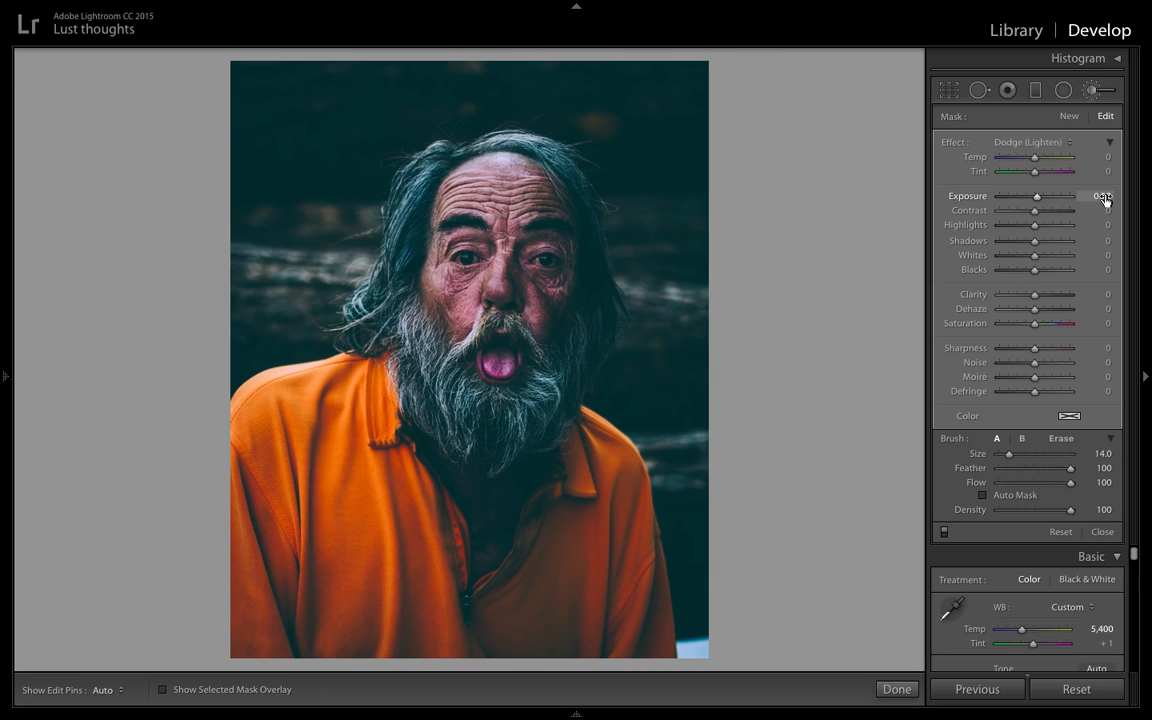 Lr
Adobe Lightroom CC 2015
Lust thoughts
Library | Develop
Histogram
Mask : New Edit
Effect : Dodge (Lighten)
Temp 0
Tint 0
Exposure
Contrast 0
Highlights 0
Shadows 0
Whites 0
Blacks 0
Clarity 0
Dehaze 0
Saturation 0
Sharpness 0
Noise 0
Moiré 0
Defringe 0
Color
Brush : A B Erase
Size 14.0
Feather 100
Flow 100
Auto Mask
Density 100
Reset Close
Basic
Treatment : Color | Black & White
WB : Custom
Temp 5,400
Tint + 1
Tone Auto
Show Edit Pins : Auto
Show Selected Mask Overlay
Done
Previous
Reset